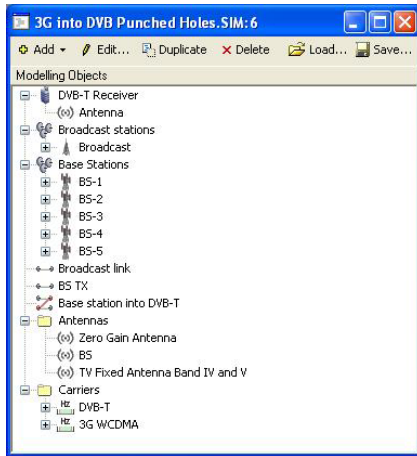 3G into DVB Punched Holes.SIM:6
Add Edit... Duplicate Delete Load... Save...
Modelling Objects
DVB-T Receiver
Antenna
Broadcast stations
Broadcast
Base Stations
BS-1
BS-2
BS-3
BS-4
BS-5
Broadcast link
BS TX
Base station into DVB-T
Antennas
Zero Gain Antenna
BS
TV Fixed Antenna Band IV and V
Carriers
Hz DVB-T
Hz 3G WCDMA